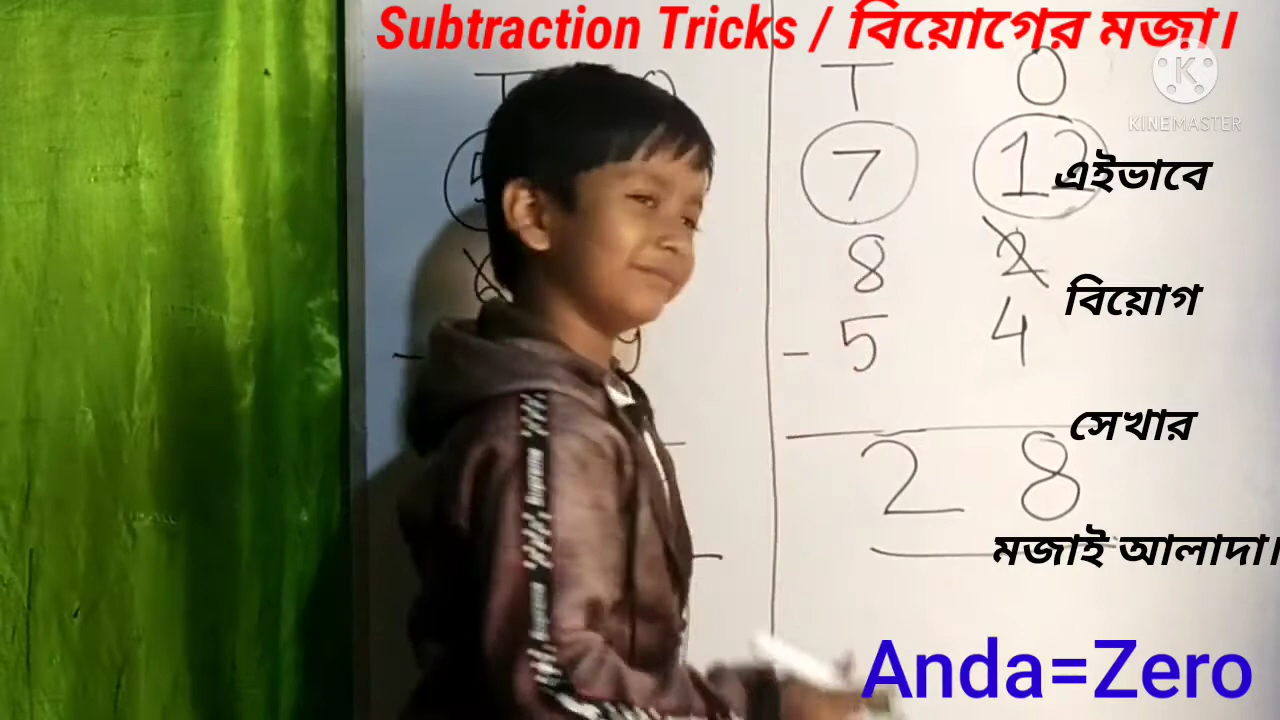 Subtraction Tricks / বিয়োগের মজা।
T O
KINEMASTER
7 12
এইভাবে
8 2
বিয়োগ
- 5 4
সেখার
2 8
মজাই আলাদা।
Anda=Zero